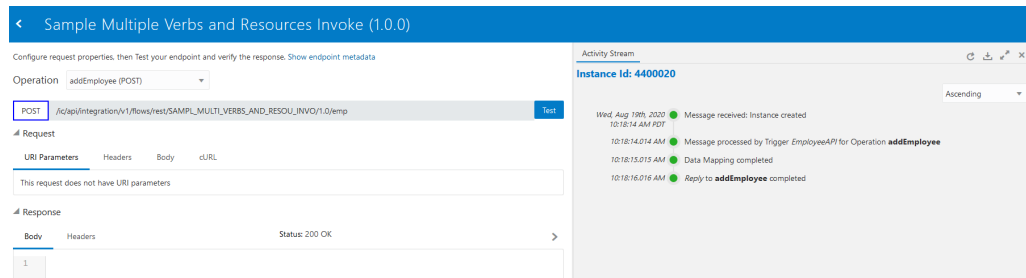 Sample Multiple Verbs and Resources Invoke (1.0.0)
Configure request properties, then Test your endpoint and verify the response. Show endpoint metadata
Operation addEmployee (POST)
POST /ic/api/integration/v1/flows/rest/SAMPL_MULTI_VERBS_AND_RESOU_INVO/1.0/emp Test
Request
URI Parameters Headers Body cURL
This request does not have URI parameters
Response
Body Headers Status: 200 OK
1
Activity Stream
Instance Id: 4400020
Ascending
Wed, Aug 19th, 2020 Message received: Instance created
10:18:14 AM PDT
10:18:14.014 AM Message processed by Trigger EmployeeAPI for Operation addEmployee
10:18:15.015 AM Data Mapping completed
10:18:16.016 AM Reply to addEmployee completed